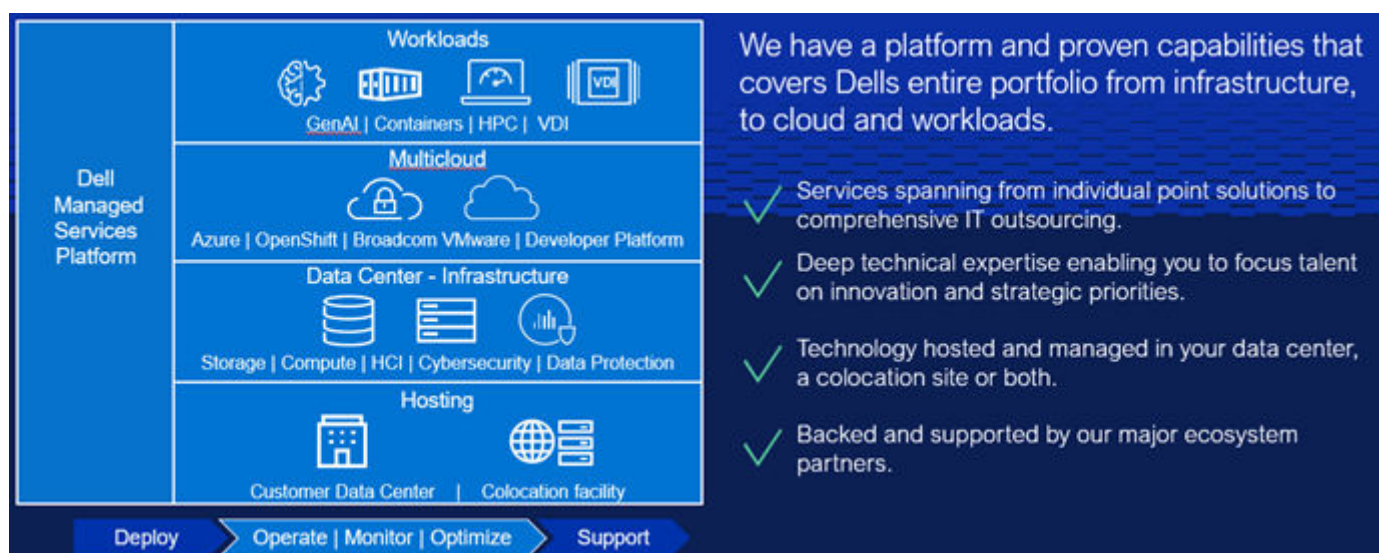 Dell
Managed
Services
Platform
Workloads
VDI
GenAI | Containers | HPC | VDI
Multicloud
Azure | OpenShift | Broadcom VMware | Developer Platform
Data Center - Infrastructure
Storage | Compute | HCI | Cybersecurity | Data Protection
Hosting
Customer Data Center | Colocation facility
Deploy
Operate | Monitor | Optimize
Support
We have a platform and proven capabilities that
covers Dells entire portfolio from infrastructure,
to cloud and workloads.
Services spanning from individual point solutions to
comprehensive IT outsourcing.
Deep technical expertise enabling you to focus talent
on innovation and strategic priorities.
Technology hosted and managed in your data center,
a colocation site or both.
Backed and supported by our major ecosystem
partners.